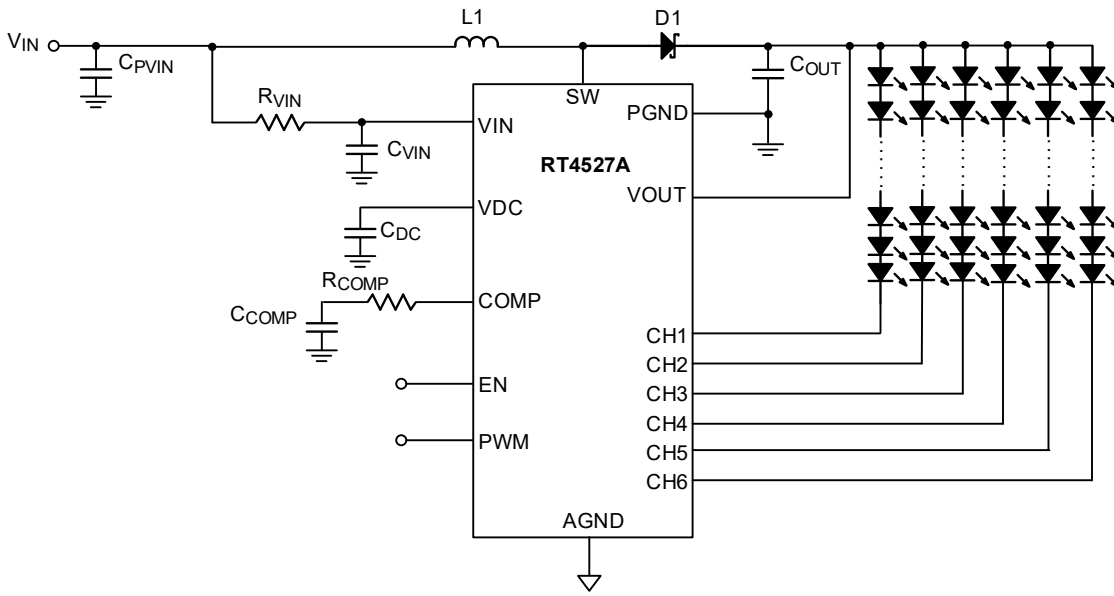 L1
D1
VIN
CPVIN
COUT
RVIN
SW
PGND
VIN
CVIN
RT4527A
VOUT
VDC
CDC
RCOMP
COMP
CCOMP
CH1
CH2
EN
CH3
CH4
PWM
CH5
CH6
AGND